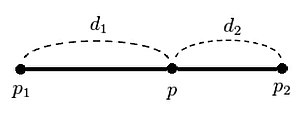 d₁ d₂
p₁ p p₂